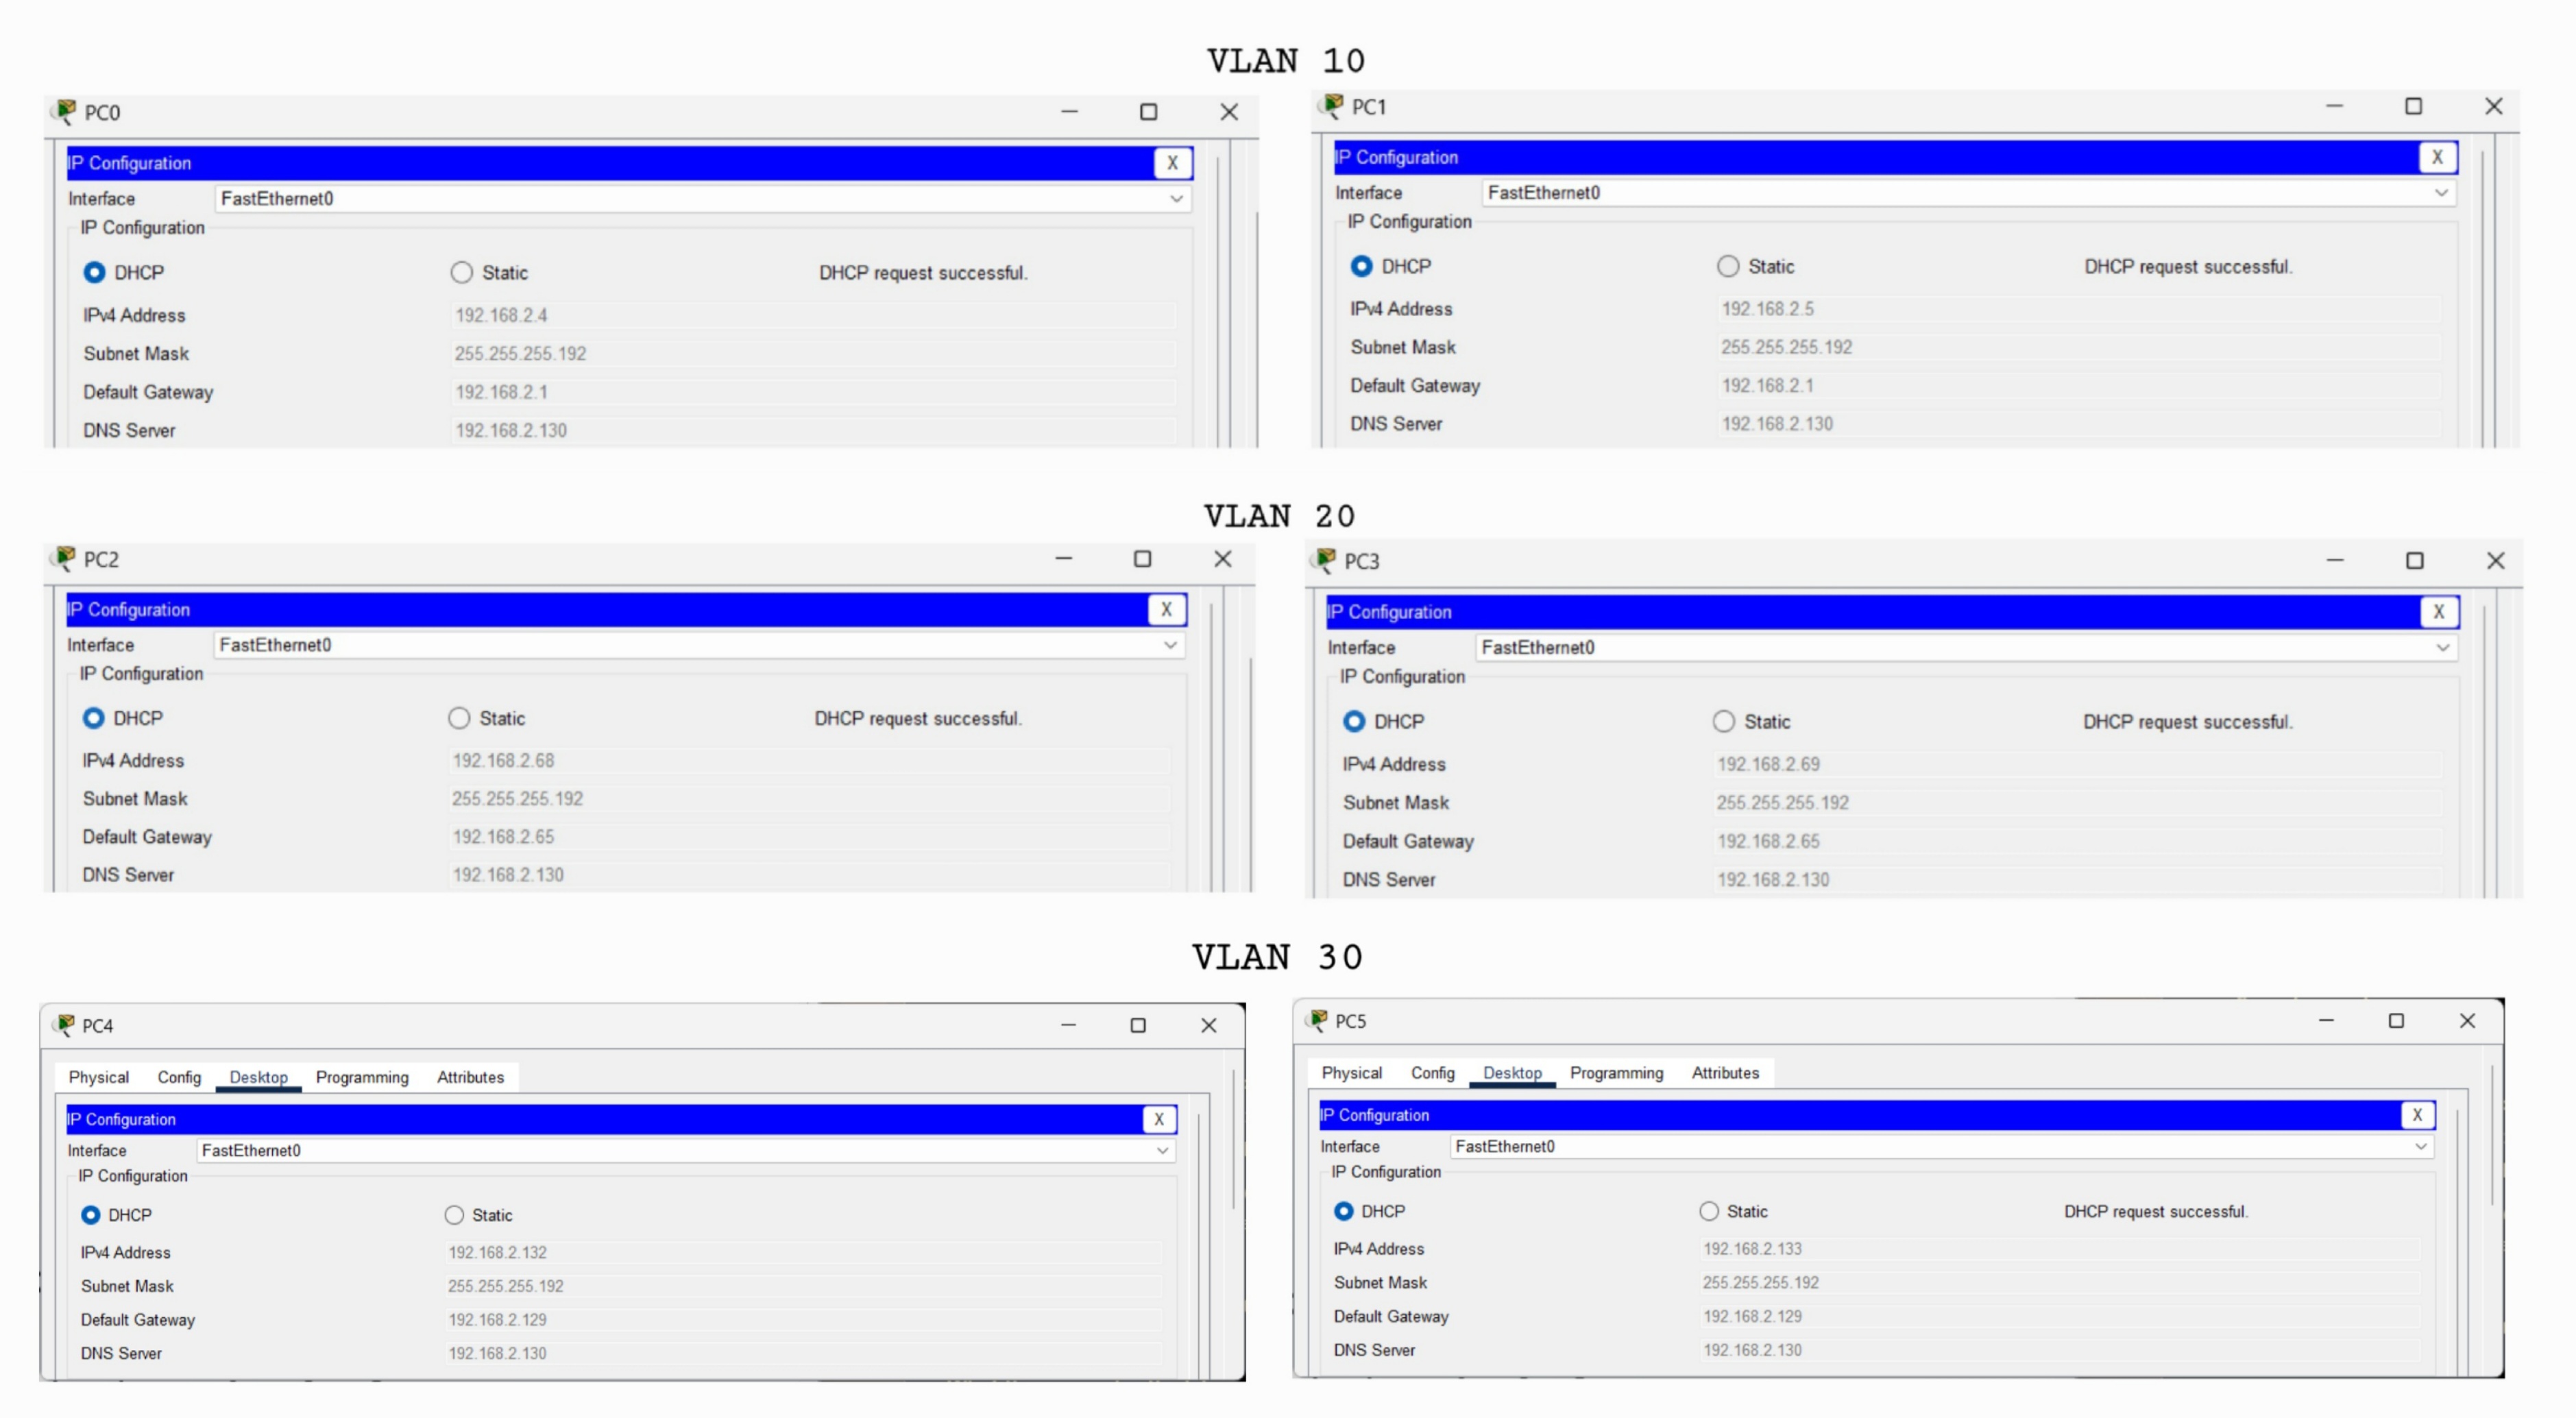 VLAN 10
PC0
IP Configuration X
Interface FastEthernet0
IP Configuration
DHCP Static DHCP request successful.
IPv4 Address 192.168.2.4
Subnet Mask 255.255.255.192
Default Gateway 192.168.2.1
DNS Server 192.168.2.130
PC1
IP Configuration X
Interface FastEthernet0
IP Configuration
DHCP Static DHCP request successful.
IPv4 Address 192.168.2.5
Subnet Mask 255.255.255.192
Default Gateway 192.168.2.1
DNS Server 192.168.2.130
VLAN 20
PC2
IP Configuration X
Interface FastEthernet0
IP Configuration
DHCP Static DHCP request successful.
IPv4 Address 192.168.2.68
Subnet Mask 255.255.255.192
Default Gateway 192.168.2.65
DNS Server 192.168.2.130
PC3
IP Configuration X
Interface FastEthernet0
IP Configuration
DHCP Static DHCP request successful.
IPv4 Address 192.168.2.69
Subnet Mask 255.255.255.192
Default Gateway 192.168.2.65
DNS Server 192.168.2.130
VLAN 30
PC4
Physical Config Desktop Programming Attributes
IP Configuration X
Interface FastEthernet0
IP Configuration
DHCP Static
IPv4 Address 192.168.2.132
Subnet Mask 255.255.255.192
Default Gateway 192.168.2.129
DNS Server 192.168.2.130
PC5
Physical Config Desktop Programming Attributes
IP Configuration X
Interface FastEthernet0
IP Configuration
DHCP Static DHCP request successful.
IPv4 Address 192.168.2.133
Subnet Mask 255.255.255.192
Default Gateway 192.168.2.129
DNS Server 192.168.2.130